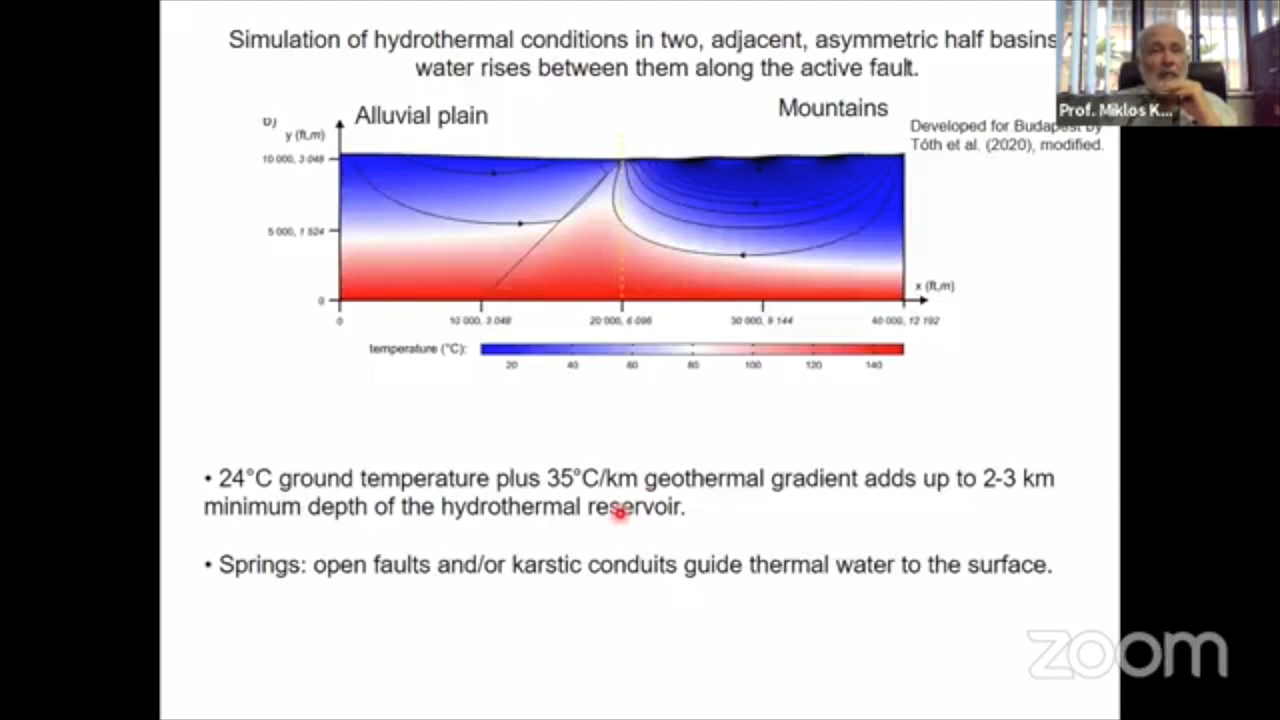 Simulation of hydrothermal conditions in two, adjacent, asymmetric half basins
water rises between them along the active fault.
Prof. Miklos K...
Alluvial plain
Mountains
Developed for Budapest by
Tóth et al. (2020), modified.
b)
y (ft,m)
10 000, 3 048
5 000, 1 524
0
x (ft,m)
0
10 000, 3 048
20 000, 6 096
30 000, 9 144
40 000, 12 192
temperature (°C):
20
40
60
80
100
120
140
• 24°C ground temperature plus 35°C/km geothermal gradient adds up to 2-3 km
minimum depth of the hydrothermal reservoir.
• Springs: open faults and/or karstic conduits guide thermal water to the surface.
zoom